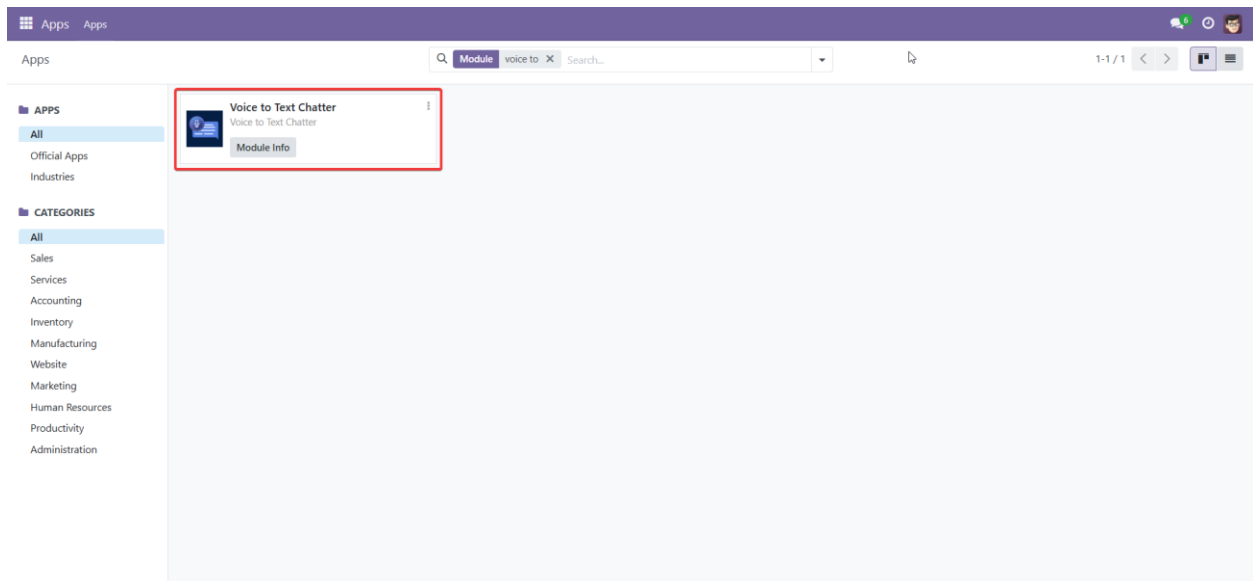 Apps Apps 6
Apps Module voice to Search... 1-1 / 1
APPS
All
Official Apps
Industries
CATEGORIES
All
Sales
Services
Accounting
Inventory
Manufacturing
Website
Marketing
Human Resources
Productivity
Administration
Voice to Text Chatter
Voice to Text Chatter
Module Info